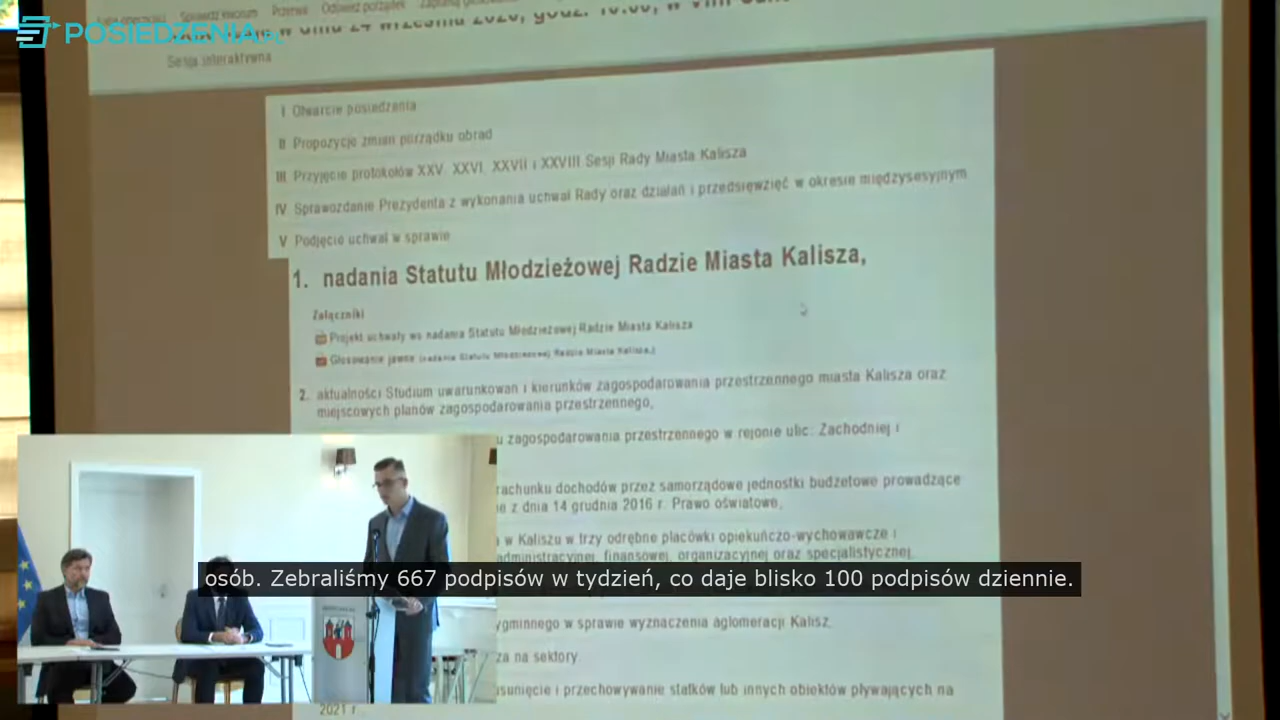 POSIEDZENIA.PL
w dniu 24 września 2020, godz. 10:00, w
Sesja interaktywna
I Otwarcie posiedzenia
II Propozycje zmian porządku obrad
III Przyjęcie protokołów XXV, XXVI, XXVII i XXVIII Sesji Rady Miasta Kalisza
IV Sprawozdanie Prezydenta z wykonania uchwał Rady oraz działań i przedsięwzięć w okresie międzysesyjnym
V Podjęcie uchwał w sprawie
1. nadania Statutu Młodzieżowej Radzie Miasta Kalisza,
Załączniki
Projekt uchwały ws nadania Statutu Młodzieżowej Radzie Miasta Kalisza
Głosowanie jawne (nadania Statutu Młodzieżowej Radzie Miasta Kalisza,)
2. aktualności Studium uwarunkowań i kierunków zagospodarowania przestrzennego miasta Kalisza oraz
miejscowych planów zagospodarowania przestrzennego,
u zagospodarowania przestrzennego w rejonie ulic: Zachodniej i
rachunku dochodów przez samorządowe jednostki budżetowe prowadzące
z dnia 14 grudnia 2016 r. Prawo oświatowe,
w Kaliszu w trzy odrębne placówki opiekuńczo-wychowawcze i
administracyjnej, finansowej, organizacyjnej oraz specjalistycznej,
osób. Zebraliśmy 667 podpisów w tydzień, co daje blisko 100 podpisów dziennie.
ygminnego w sprawie wyznaczenia aglomeracji Kalisz,
za na sektory
usunięcie i przechowywanie statków lub innych obiektów pływających na
2021 r.